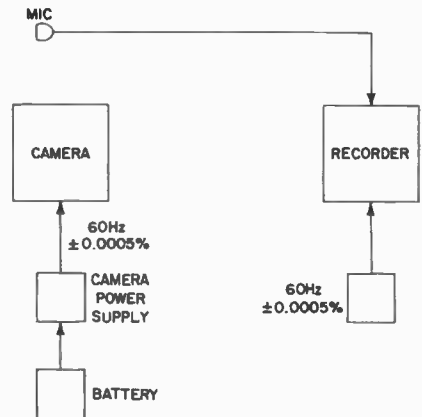 MIC
CAMERA
RECORDER
60Hz
±0.0005%
CAMERA
POWER
SUPPLY
60Hz
±0.0005%
BATTERY